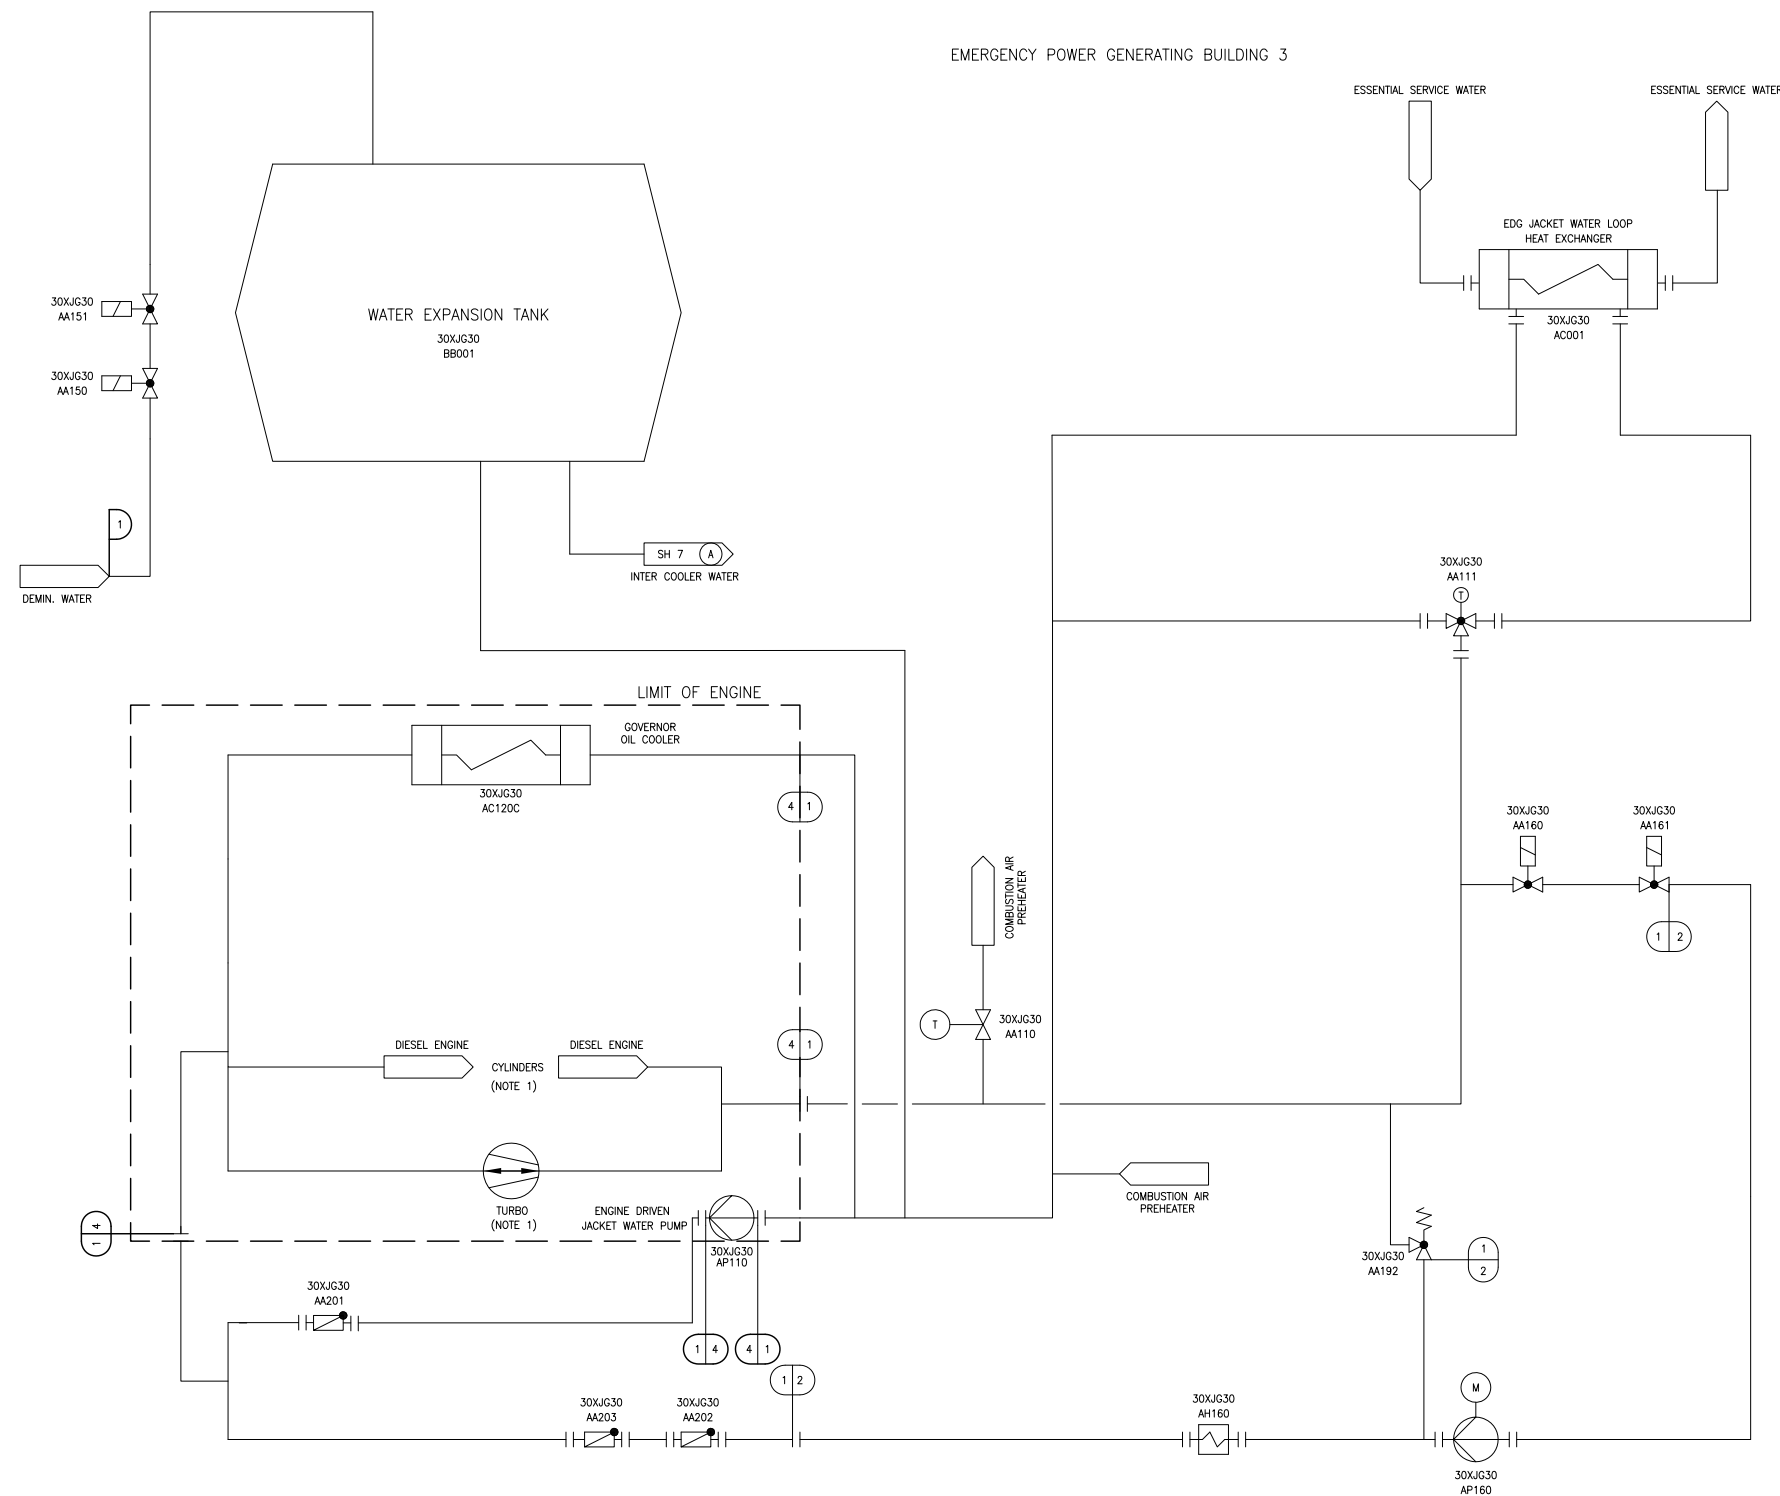 EMERGENCY POWER GENERATING BUILDING 3
ESSENTIAL SERVICE WATER
ESSENTIAL SERVICE WATER
EDG JACKET WATER LOOP
HEAT EXCHANGER
30XJG30
AC001
30XJG30
AA151
30XJG30
AA150
WATER EXPANSION TANK
30XJG30
BB001
1
DEMIN. WATER
SH 7 A
INTER COOLER WATER
30XJG30
AA111
T
LIMIT OF ENGINE
GOVERNOR
OIL COOLER
30XJG30
AC120C
4 1
30XJG30
AA160
30XJG30
AA161
1 2
COMBUSTION AIR
PREHEATER
T
30XJG30
AA110
4 1
DIESEL ENGINE
DIESEL ENGINE
CYLINDERS
(NOTE 1)
TURBO
(NOTE 1)
ENGINE DRIVEN
JACKET WATER PUMP
30XJG30
AP110
COMBUSTION AIR
PREHEATER
1 4
30XJG30
AA192
1
2
30XJG30
AA201
1 4
4 1
1 2
30XJG30
AA203
30XJG30
AA202
30XJG30
AH160
M
30XJG30
AP160